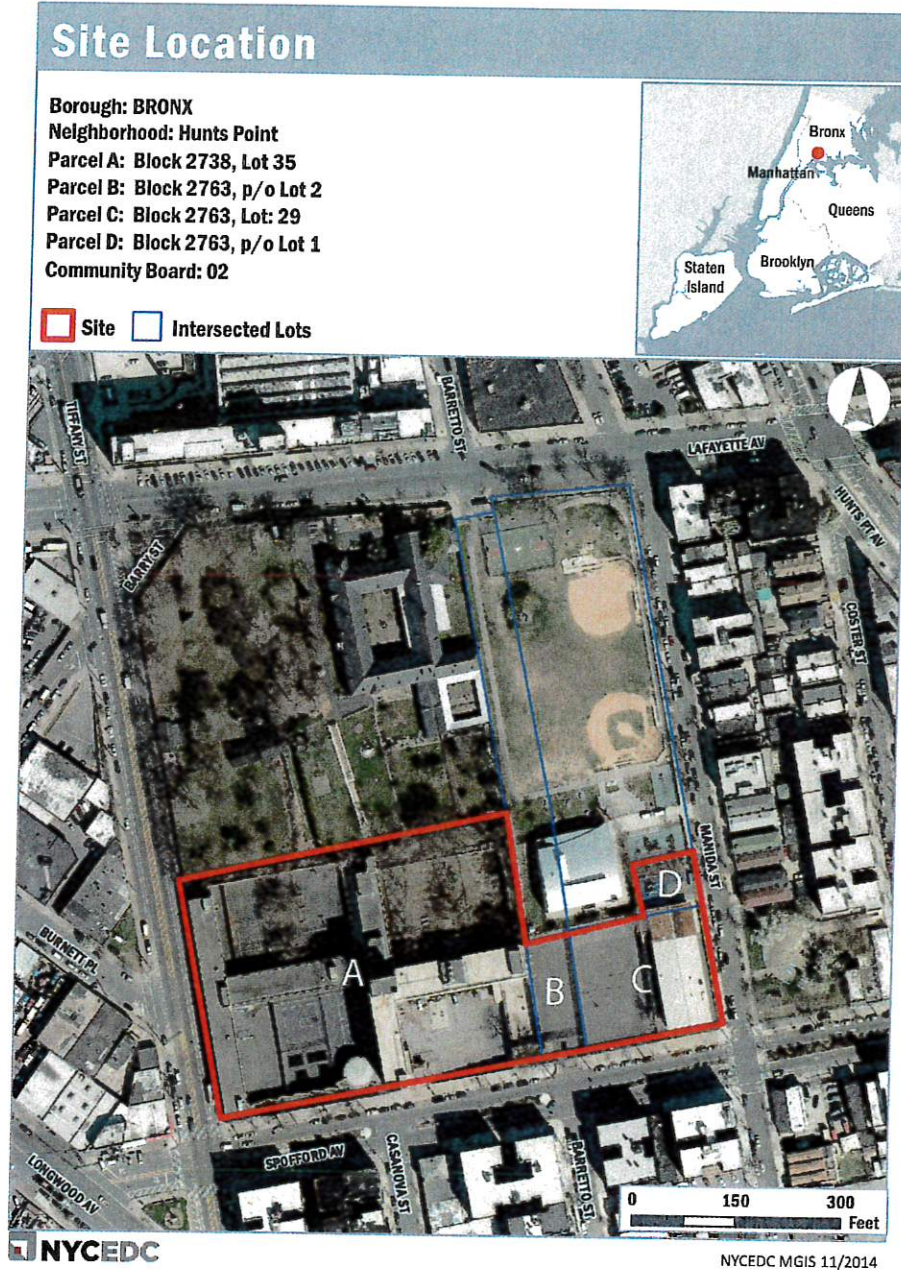 Site Location
Borough: BRONX
Neighborhood: Hunts Point
Parcel A: Block 2738, Lot 35
Parcel B: Block 2763, p/o Lot 2
Parcel C: Block 2763, Lot: 29
Parcel D: Block 2763, p/o Lot 1
Community Board: 02
Site
Intersected Lots
Bronx
Manhattan
Queens
Brooklyn
Staten
Island
TIFFANY ST
BARRETTO ST
LAFAYETTE AV
HUNTS PT AV
BARRY ST
COSTER ST
MANIDA ST
BURNETT PL
A
B
C
D
SPOFFORD AV
CASANOVA ST
BARRETTO ST
LONGWOOD AV
0 150 300
Feet
NYCEDC
NYCEDC MGIS 11/2014